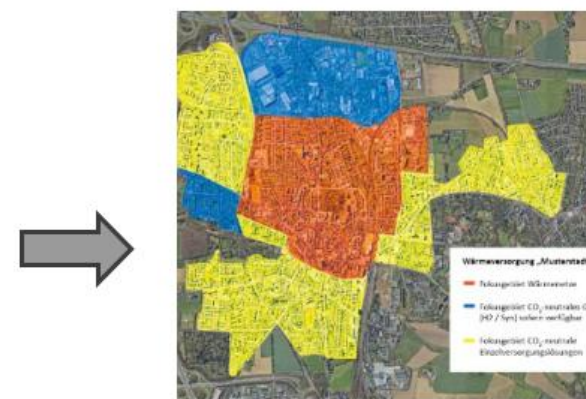 Wärmeversorgung „Musterstadt
Fokusgebiet Wärmenetze
Fokusgebiet CO₂-neutrales G
(H2 / Syn) sofern verfügbar
Fokusgebiet CO₂-neutrale
Einzelversorgungslösungen